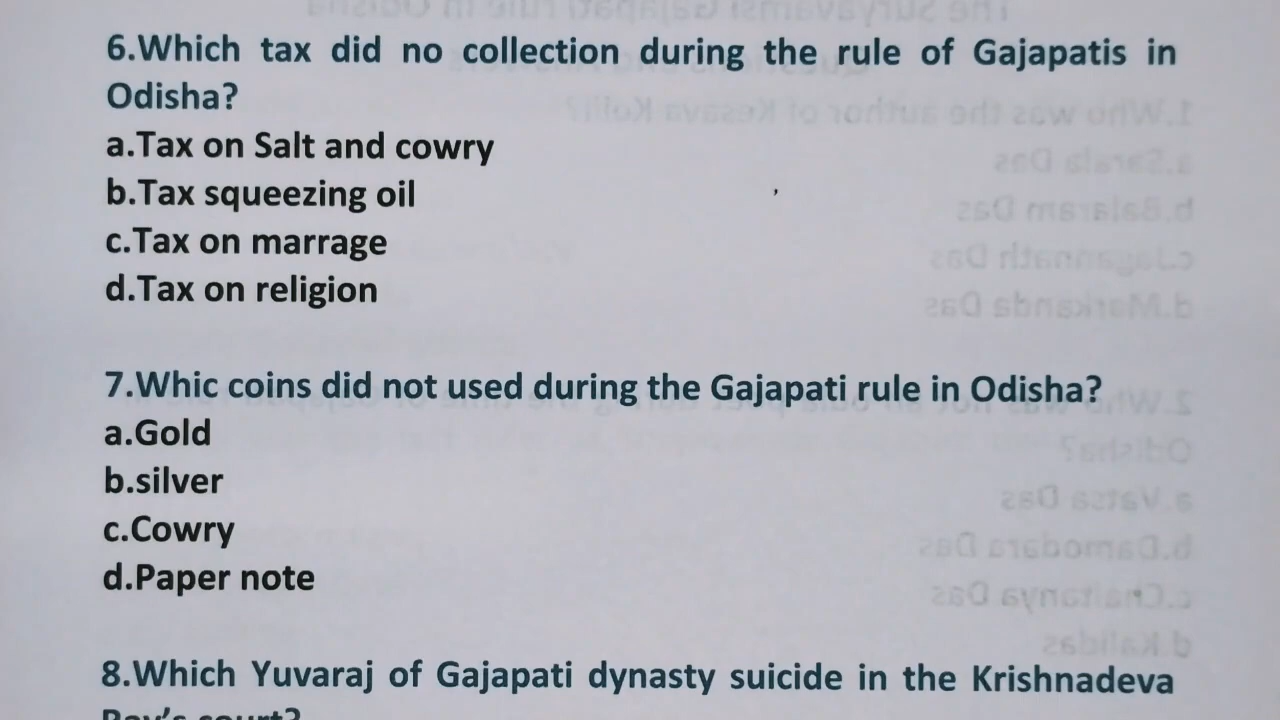 6.Which tax did no collection during the rule of Gajapatis in
Odisha?
a.Tax on Salt and cowry
b.Tax squeezing oil
c.Tax on marrage
d.Tax on religion
7.Whic coins did not used during the Gajapati rule in Odisha?
a.Gold
b.silver
c.Cowry
d.Paper note
8.Which Yuvaraj of Gajapati dynasty suicide in the Krishnadeva
Ray's court?